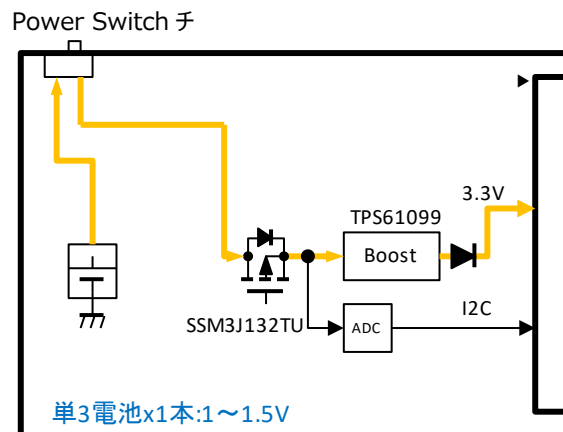 Power Switch チ
3.3V
TPS61099
Boost
I2C
SSM3J132TU
ADC
単3電池x1本:1～1.5V